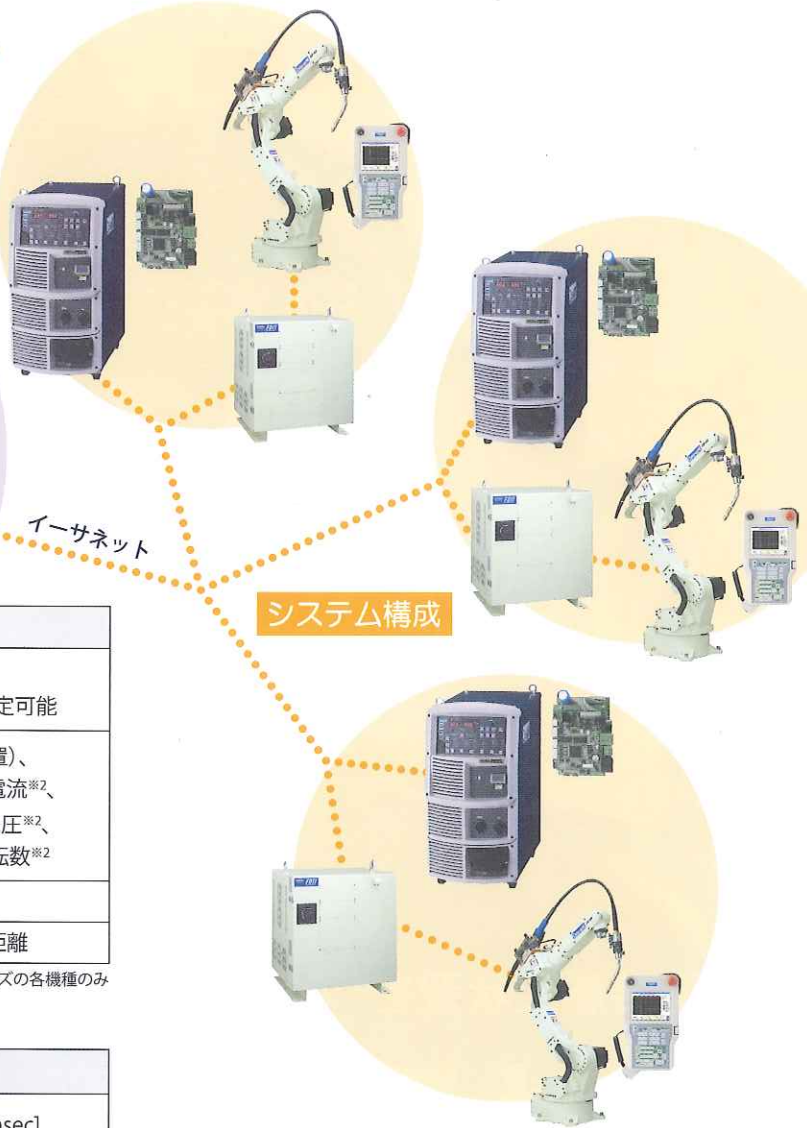 イーサネット
システム構成
定可能
置)、
電流※2、
圧※2、
転数※2
距離
ズの各機種のみ
nsec]